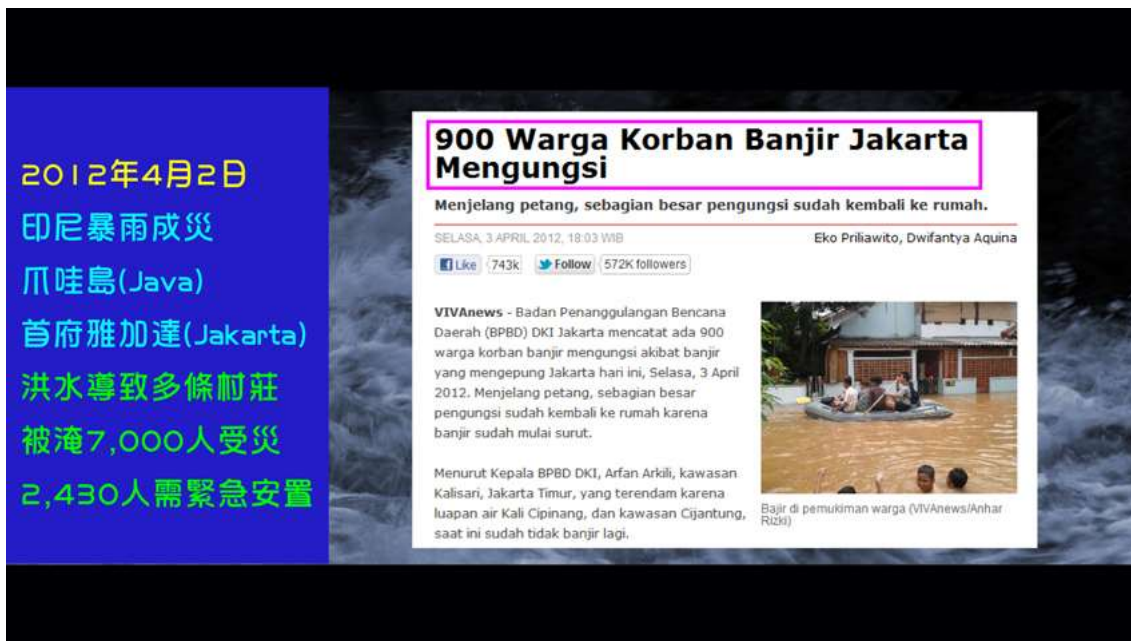 2012年4月2日
印尼暴雨成災
爪哇島(Java)
首府雅加達(Jakarta)
洪水導致多條村莊
被淹7,000人受災
2,430人需緊急安置
900 Warga Korban Banjir Jakarta
Mengungsi
Menjelang petang, sebagian besar pengungsi sudah kembali ke rumah.
SELASA, 3 APRIL 2012, 18:03 WIB
Eko Priliawito, Dwifantya Aquina
Like 743k Follow 572K followers
VIVAnews - Badan Penanggulangan Bencana
Daerah (BPBD) DKI Jakarta mencatat ada 900
warga korban banjir mengungsi akibat banjir
yang mengepung Jakarta hari ini, Selasa, 3 April
2012. Menjelang petang, sebagian besar
pengungsi sudah kembali ke rumah karena
banjir sudah mulai surut.
Menurut Kepala BPBD DKI, Arfan Arkili, kawasan
Kalisari, Jakarta Timur, yang terendam karena
luapan air Kali Cipinang, dan kawasan Cijantung,
saat ini sudah tidak banjir lagi.
Bajir di pemukiman warga (VIVAnews/Anhar
Rizki)